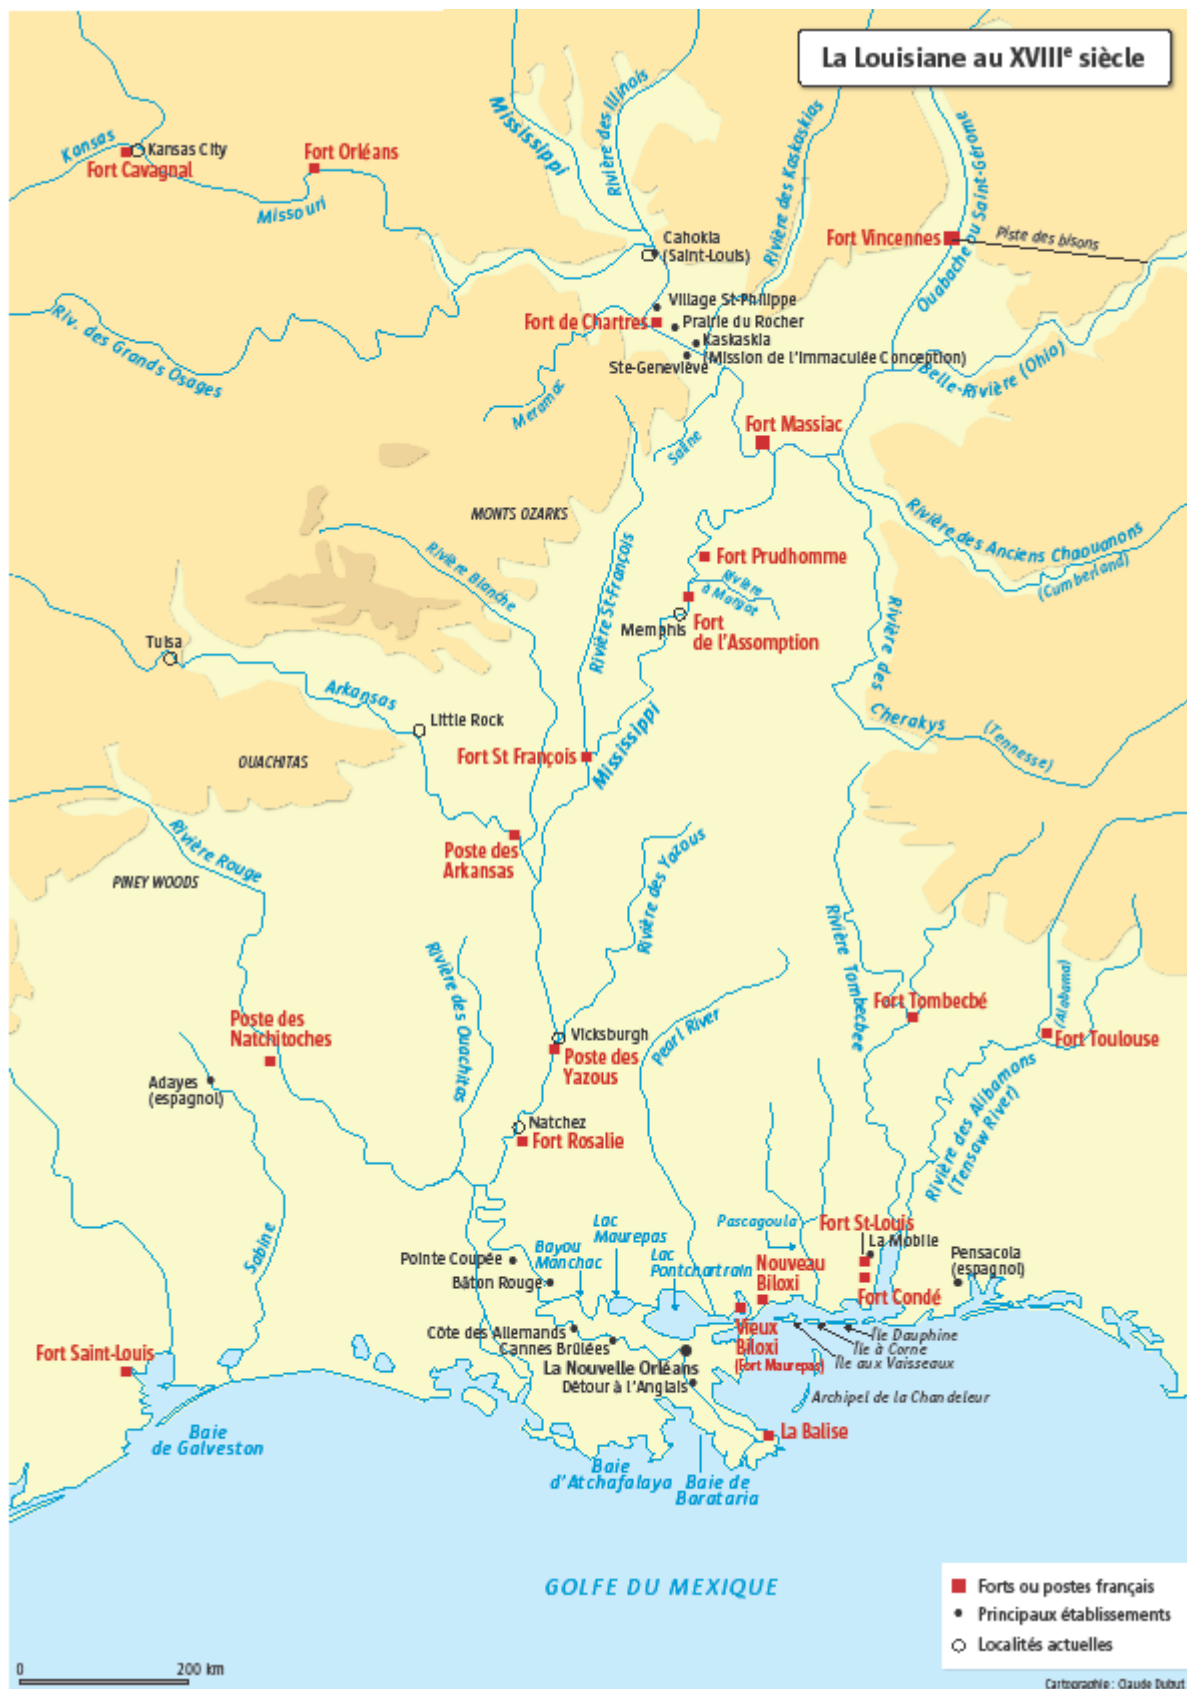 La Louisiane au XVIIIe siècle
Mississippi
Rivière des Illinois
Rivière des Kaskaskias
Ouabache ou Saint-Gérome
Kansas
Kansas City
Fort Cavagnal
Fort Orléans
Missouri
Cahokia
(Saint-Louis)
Fort Vincennes
Piste des bisons
Riv. des Grands Osages
Village St-Philippe
Fort de Chartres
Prairie du Rocher
Kaskaskia
(Mission de l'Immaculée Conception)
Ste-Geneviève
Belle-Rivière (Ohio)
Meramac
Saline
Fort Massiac
MONTS OZARKS
Rivière Blanche
Rivière St-François
Fort Prudhomme
Rivière
à Margot
Rivière des Anciens Chaouanons
(Cumberland)
Memphis
Fort
de l'Assomption
Rivière des
Cherakys
(Tennesse)
Tulsa
Arkansas
Little Rock
OUACHITAS
Fort St François
Mississippi
Rivière Rouge
PINEY WOODS
Poste des
Arkansas
Rivière des Yazous
Rivière des Ouachitas
Rivière Tombecbee
Fort Tombecbé
(Alabama)
Fort Toulouse
Poste des
Natchitoches
Vicksburgh
Poste des
Yazous
Pearl River
Adayes
(espagnol)
Natchez
Fort Rosalie
Rivière des Alibamons
(Tensaw River)
Sabine
Pointe Coupée
Bayou
Manchac
Lac
Maurepas
Lac
Pontchartrain
Pascagoula
Fort St-Louis
La Mobile
Pensacola
(espagnol)
Nouveau
Biloxi
Fort Condé
Bâton Rouge
Côte des Allemands
Cannes Brûlées
Vieux
Biloxi
(Fort Maurepas)
Île Dauphine
Île à Corne
Île aux Vaisseaux
La Nouvelle Orléans
Détour à l'Anglais
Archipel de la Chandeleur
Fort Saint-Louis
La Balise
Baie
de Galveston
Baie
d'Atchafalaya
Baie de
Barataria
GOLFE DU MEXIQUE
Forts ou postes français
Principaux établissements
Localités actuelles
0
200 km
Cartographie : Claude Dubut